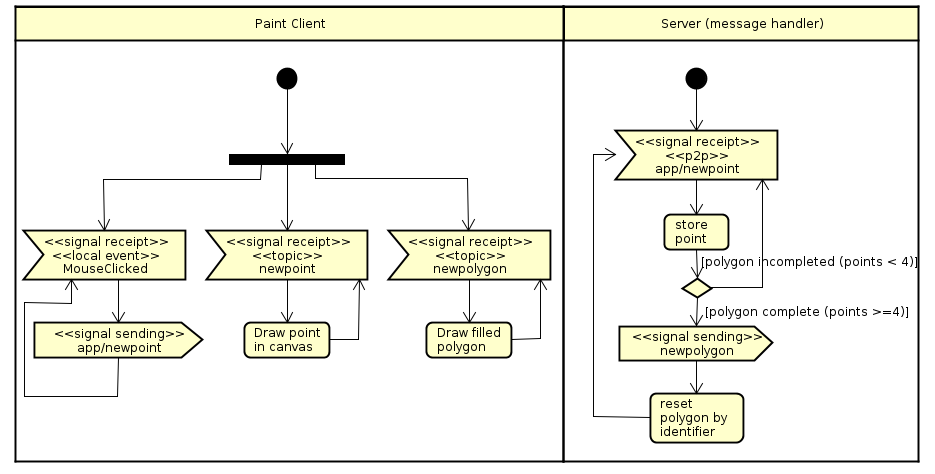 Paint Client
Server (message handler)
<<signal receipt>>
<<local event>>
MouseClicked
<<signal sending>>
app/newpoint
<<signal receipt>>
<<topic>>
newpoint
Draw point
in canvas
<<signal receipt>>
<<topic>>
newpolygon
Draw filled
polygon
<<signal receipt>>
<<p2p>>
app/newpoint
store
point
[polygon incompleted (points < 4)]
[polygon complete (points >=4)]
<<signal sending>>
newpolygon
reset
polygon by
identifier